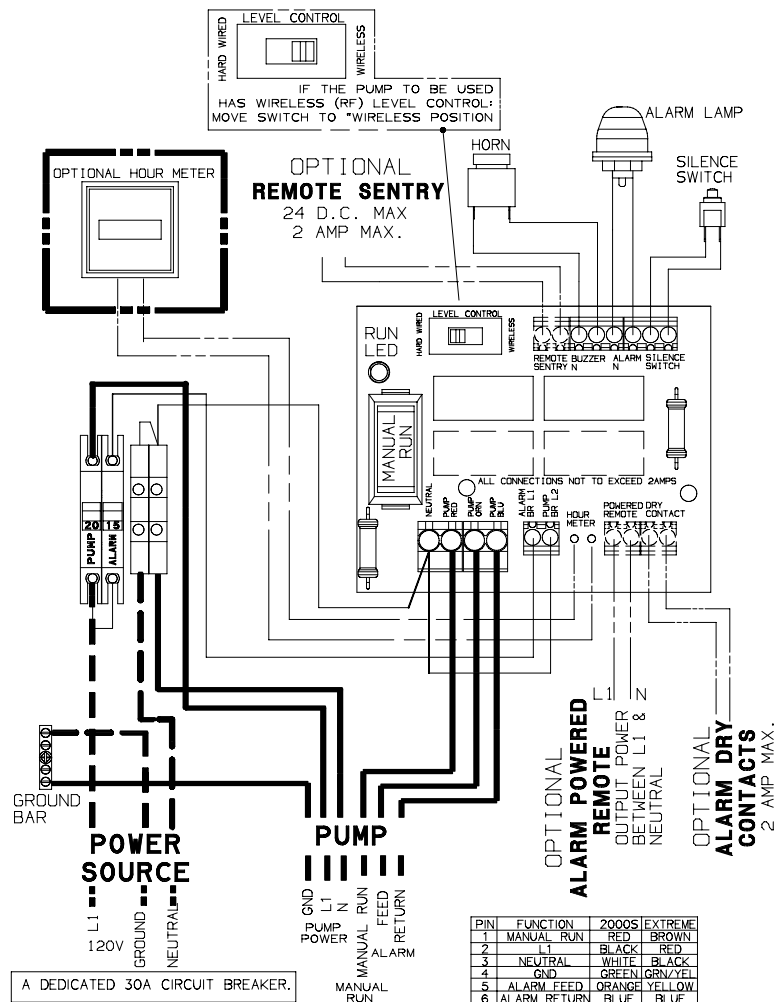 LEVEL CONTROL
HARD WIRED
WIRELESS
IF THE PUMP TO BE USED
HAS WIRELESS (RF) LEVEL CONTROL:
MOVE SWITCH TO "WIRELESS POSITION
ALARM LAMP
HORN
SILENCE
SWITCH
OPTIONAL HOUR METER
OPTIONAL
REMOTE SENTRY
24 D.C. MAX
2 AMP MAX.
RUN
LED
LEVEL CONTROL
HARD WIRED
WIRELESS
REMOTE
SENTRY
BUZZER
N
ALARM
N
SILENCE
SWITCH
MANUAL
RUN
ALL CONNECTIONS NOT TO EXCEED 2AMPS
NEUTRAL
PUMP
RED
PUMP
ORN
PUMP
BLU
ALARM
BR L1
PUMP
BR L2
HOUR
METER
POWERED
REMOTE
DRY
CONTACT
20
15
PUMP
ALARM
GROUND
BAR
POWER
SOURCE
L1
120V
GROUND
NEUTRAL
PUMP
GND
L1
N
PUMP
POWER
MANUAL RUN
FEED
RETURN
ALARM
MANUAL
RUN
L1
N
OPTIONAL
ALARM POWERED
REMOTE
OUTPUT POWER
BETWEEN L1 &
NEUTRAL
OPTIONAL
ALARM DRY
CONTACTS
2 AMP MAX.
A DEDICATED 30A CIRCUIT BREAKER.
PIN FUNCTION 2000S EXTREME
1 MANUAL RUN RED BROWN
2 L1 BLACK RED
3 NEUTRAL WHITE BLACK
4 GND GREEN GRN/YEL
5 ALARM FEED ORANGE YELLOW
6 ALARM RETURN BLUE BLUE